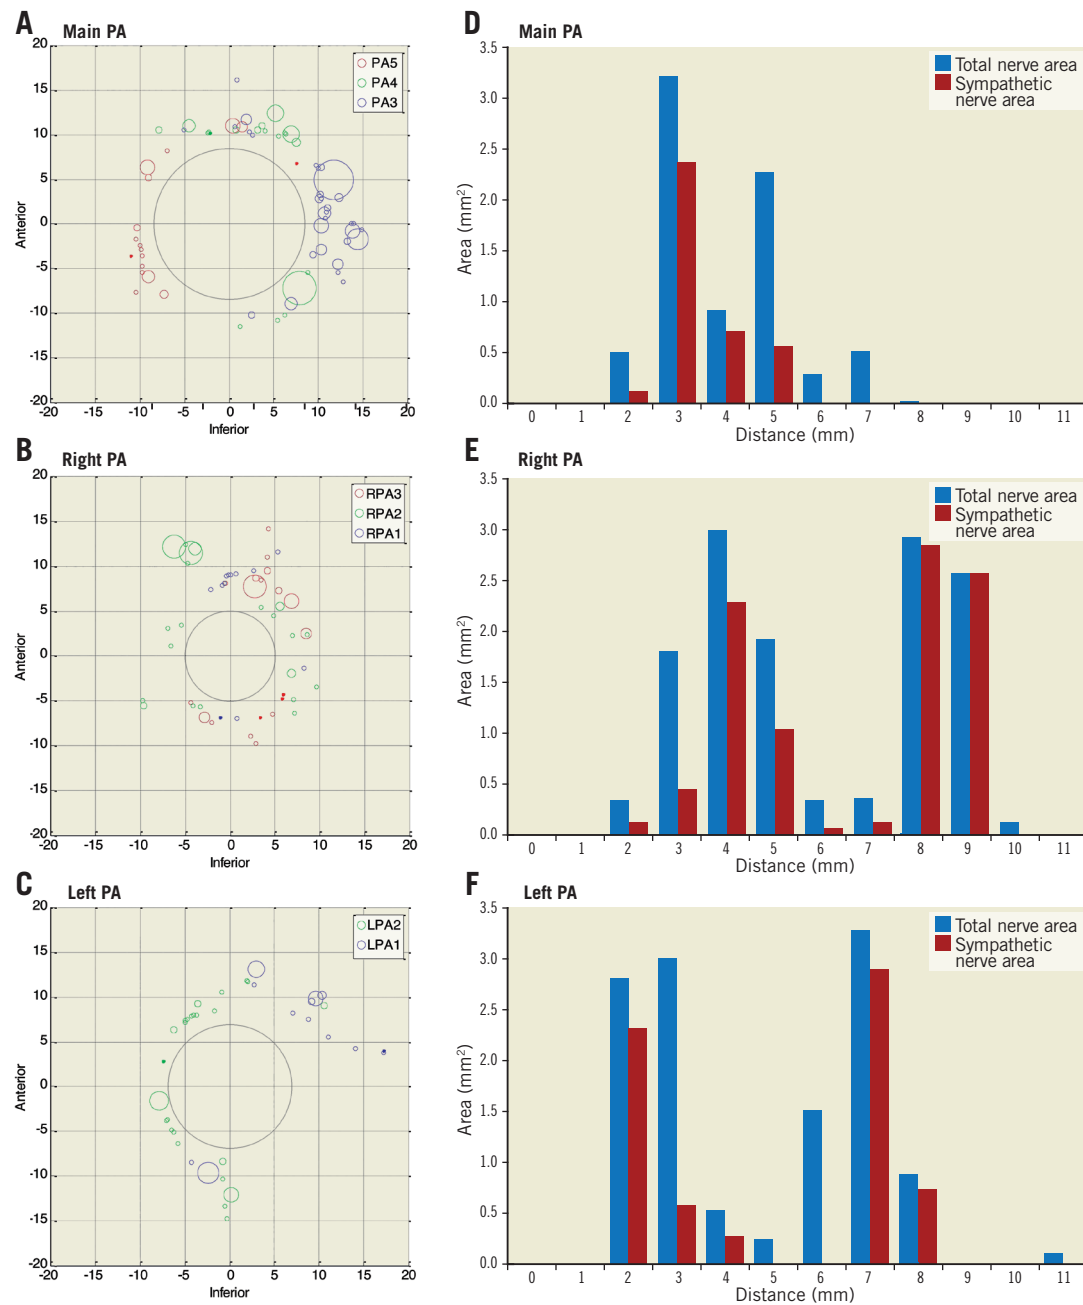 A Main PA
20
15
10
5
0
-5
-10
-15
-20
Anterior
PA5
PA4
PA3
-20 -15 -10 -5 0 5 10 15 20
Inferior
D Main PA
3.5
3.0
2.5
2.0
1.5
1.0
0.5
0.0
Area (mm²)
Total nerve area
Sympathetic
nerve area
0 1 2 3 4 5 6 7 8 9 10 11
Distance (mm)
B Right PA
20
15
10
5
0
-5
-10
-15
-20
Anterior
RPA3
RPA2
RPA1
-20 -15 -10 -5 0 5 10 15 20
Inferior
E Right PA
3.5
3.0
2.5
2.0
1.5
1.0
0.5
0.0
Area (mm²)
Total nerve area
Sympathetic
nerve area
0 1 2 3 4 5 6 7 8 9 10 11
Distance (mm)
C Left PA
20
15
10
5
0
-5
-10
-15
-20
Anterior
LPA2
LPA1
-20 -15 -10 -5 0 5 10 15 20
Inferior
F Left PA
3.5
3.0
2.5
2.0
1.5
1.0
0.5
0.0
Area (mm²)
Total nerve area
Sympathetic
nerve area
0 1 2 3 4 5 6 7 8 9 10 11
Distance (mm)